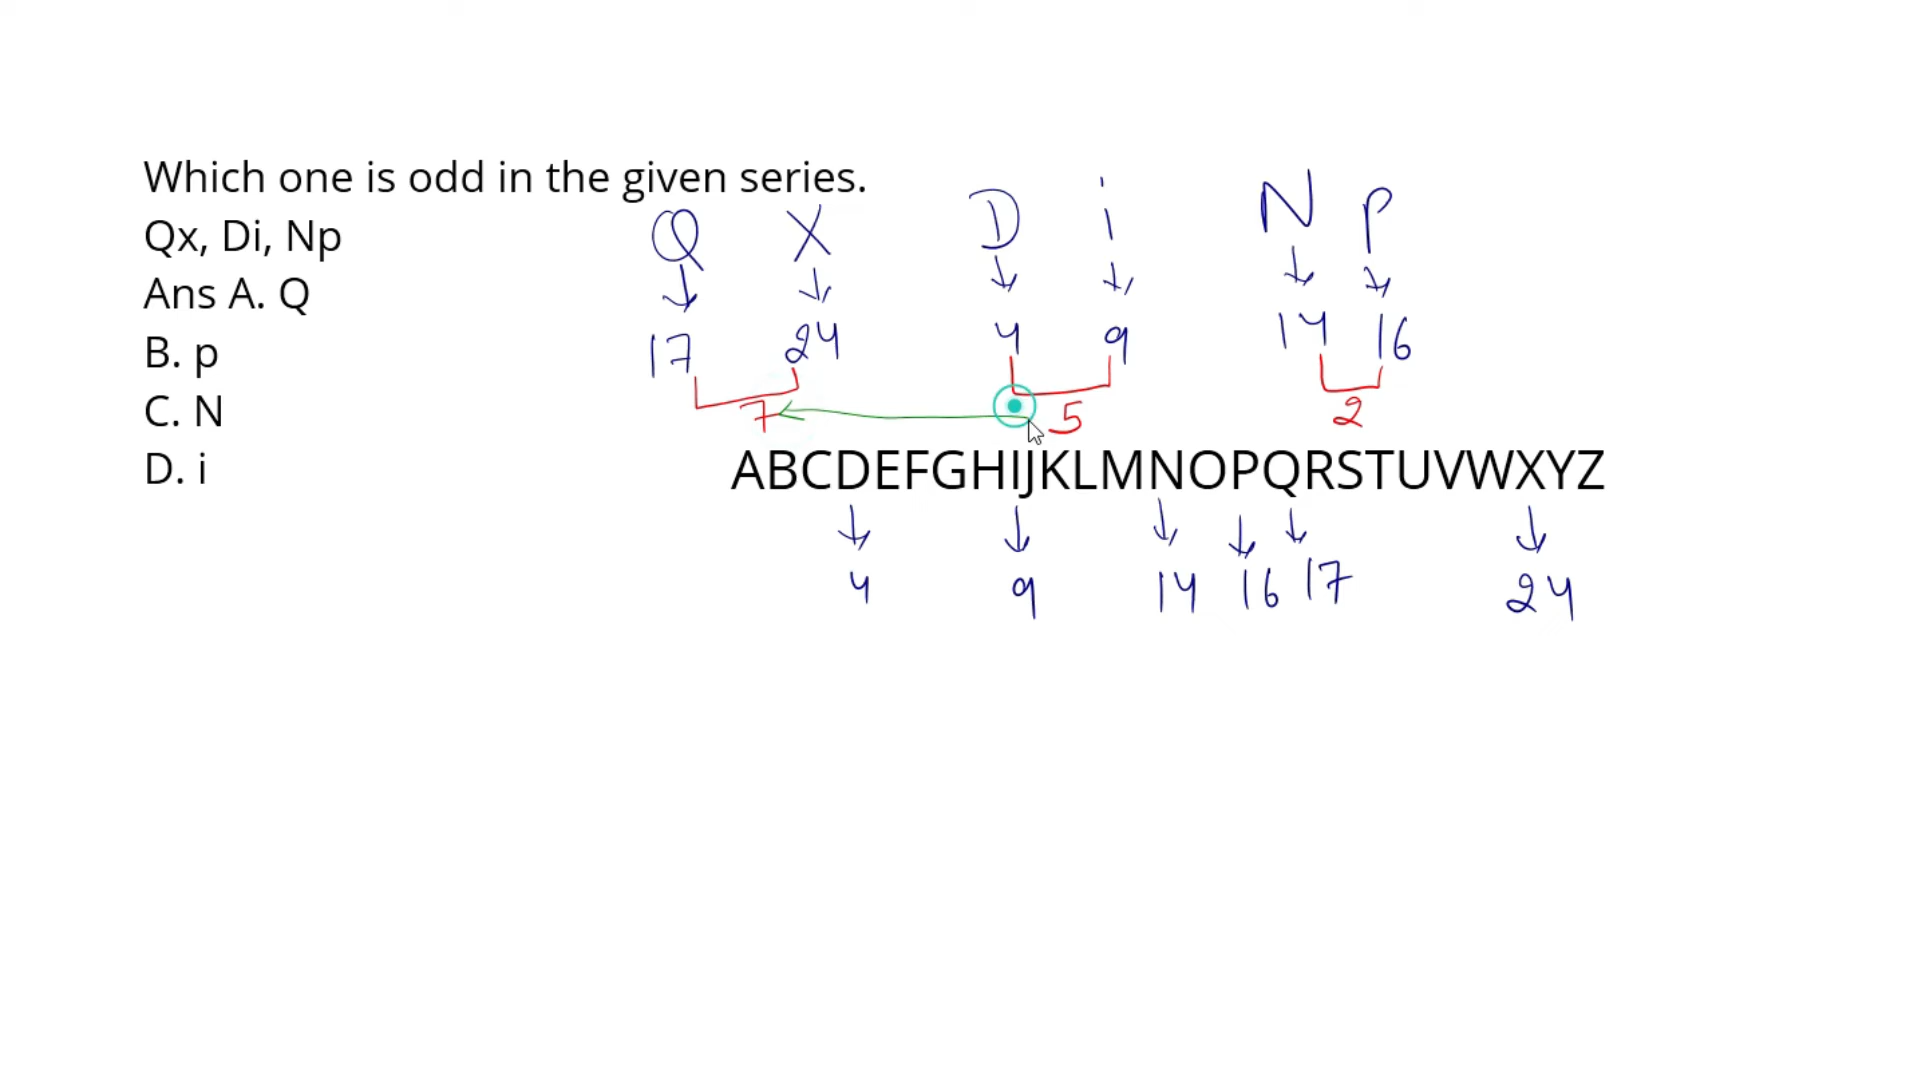 Which one is odd in the given series.
Qx, Di, Np
Ans A. Q
B. p
C. N
D. i
Q X D i N P
17 24 4 9 14 16
7 5 2
ABCDEFGHIJKLMNOPQRSTUVWXYZ
4 9 14 16 17 24